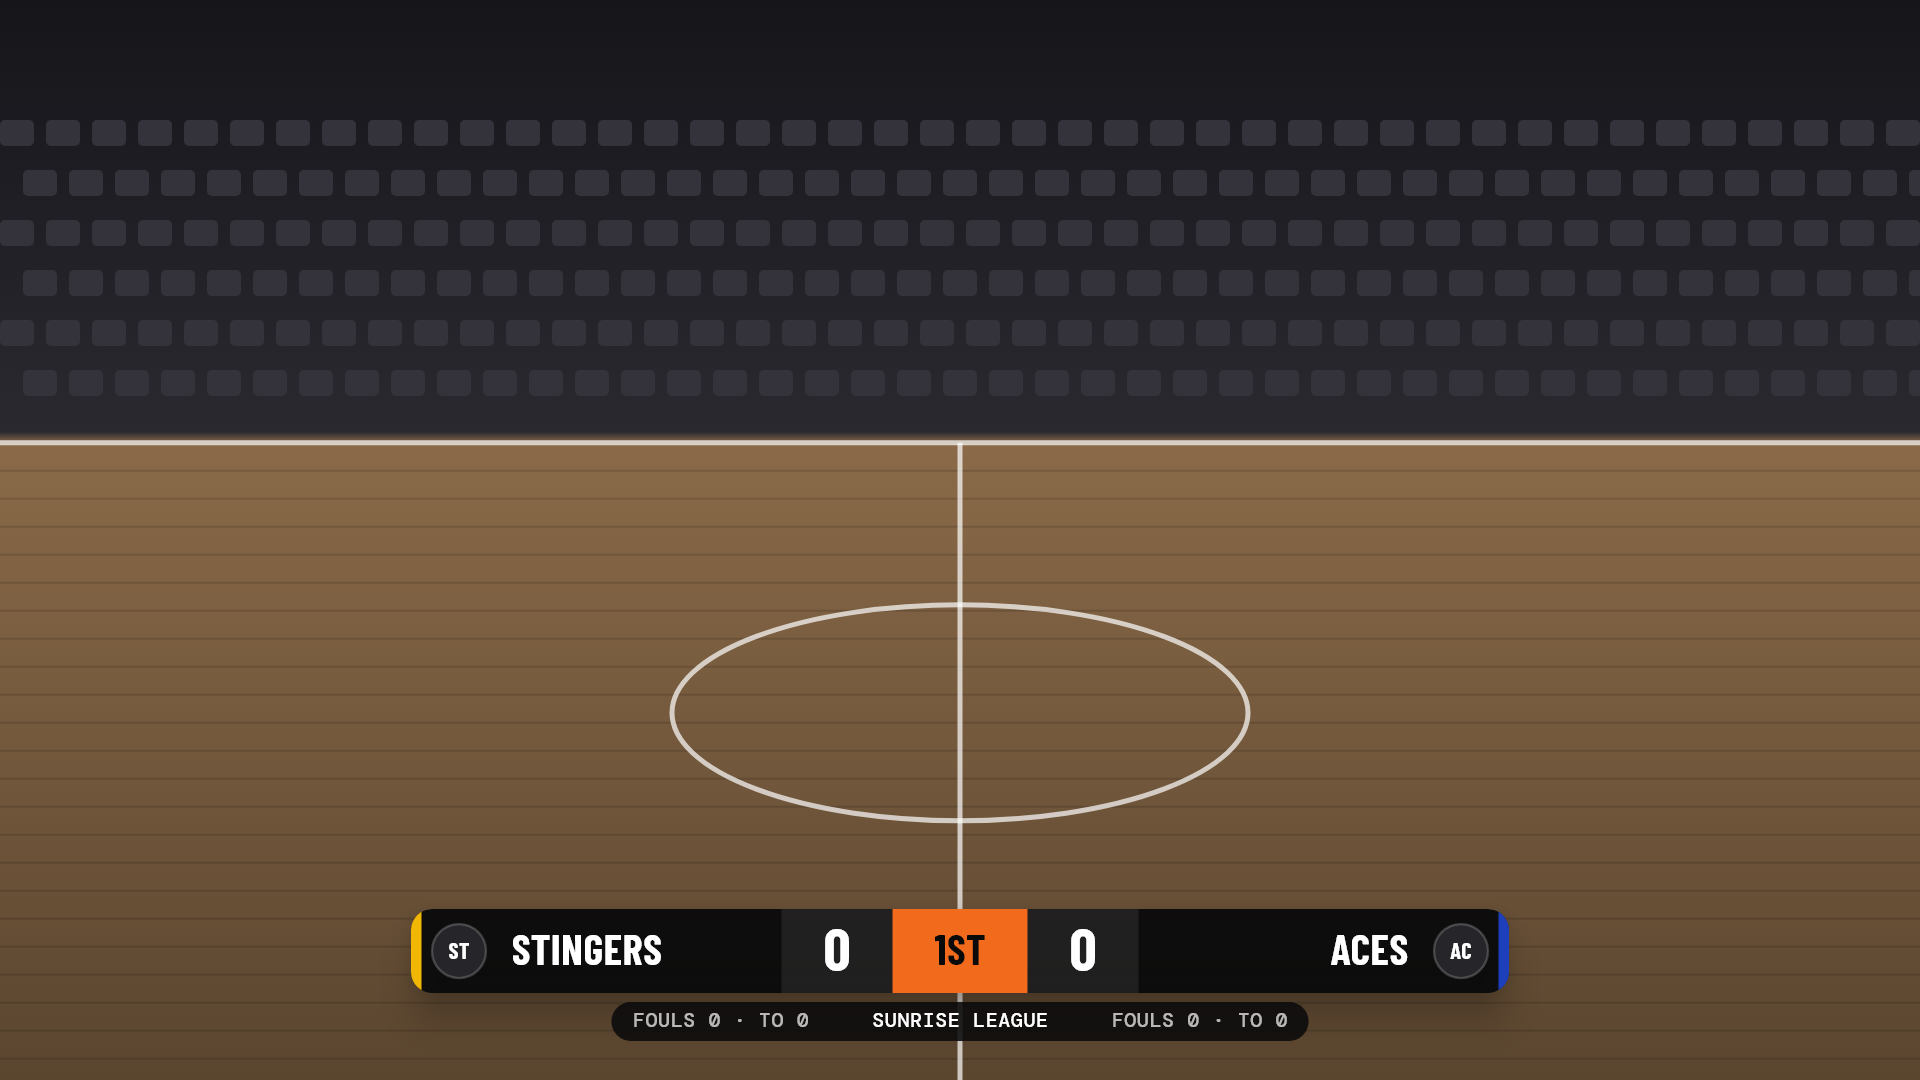 ST STINGERS 0 1ST 0 ACES AC
FOULS 0 · TO 0 SUNRISE LEAGUE FOULS 0 · TO 0